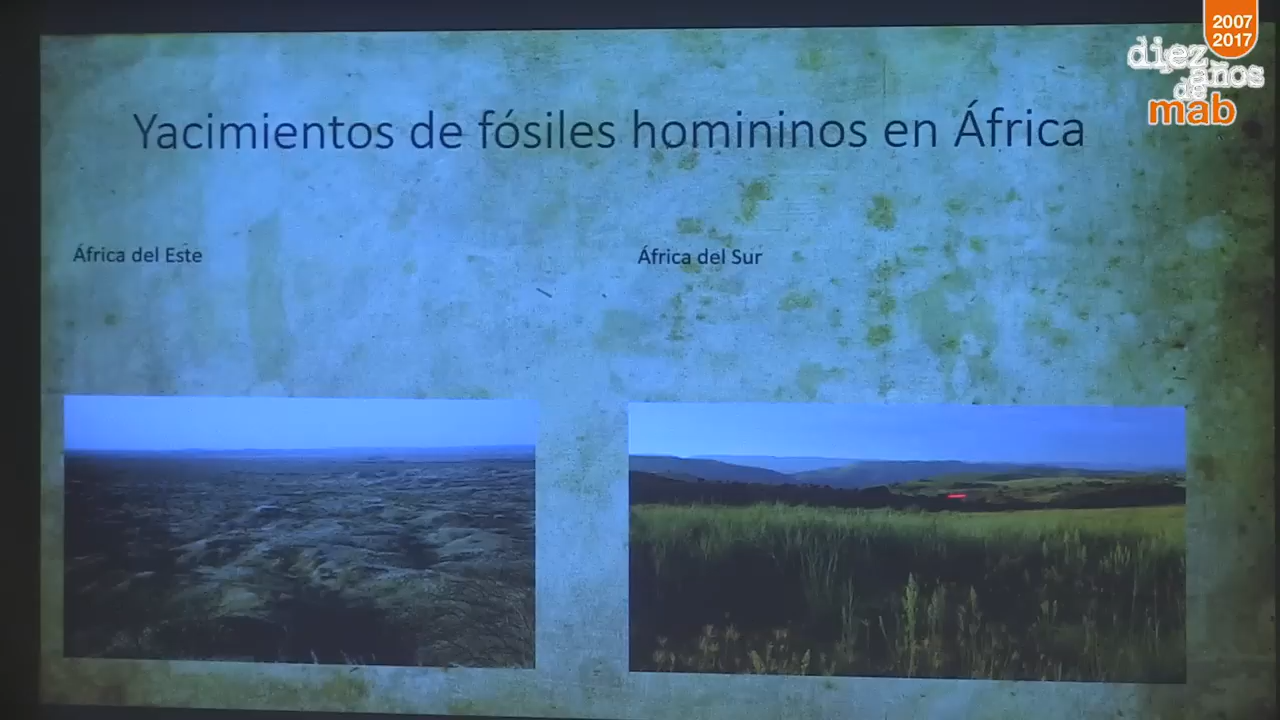 2007
2017
diez
años
de
mab
Yacimientos de fósiles homininos en África
África del Este
África del Sur